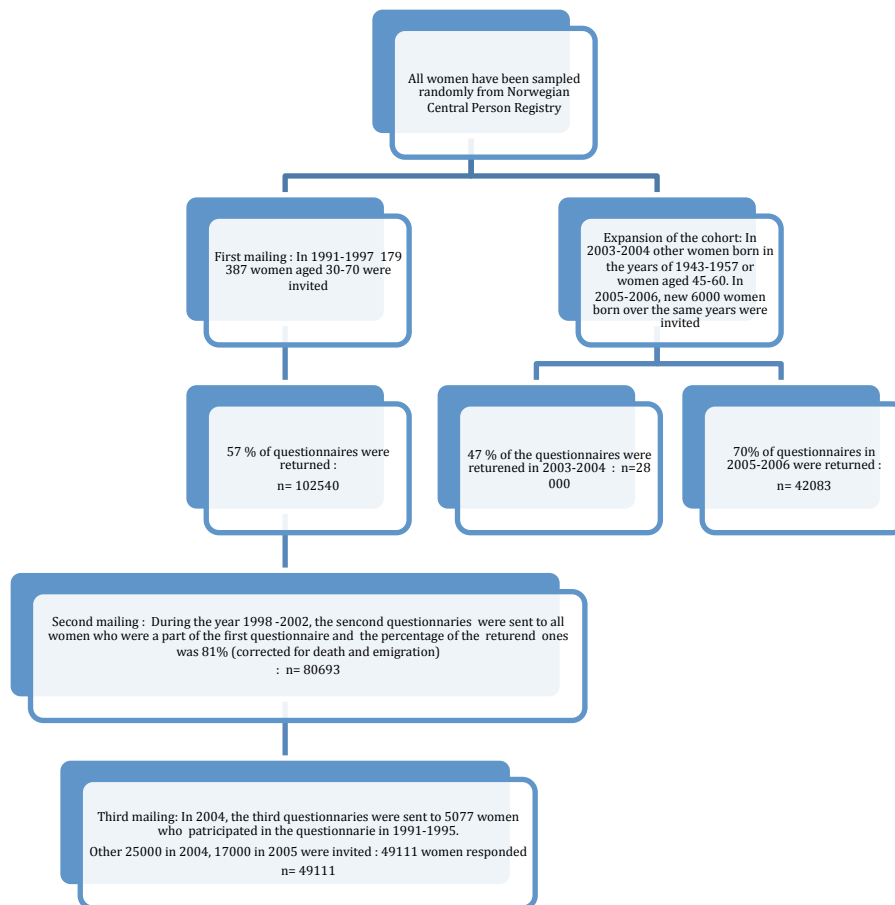 All women have been sampled
randomly from Norwegian
Central Person Registry
First mailing : In 1991-1997 179
387 women aged 30-70 were
invited
Expansion of the cohort: In
2003-2004 other women born in
the years of 1943-1957 or
women aged 45-60. In
2005-2006, new 6000 women
born over the same years were
invited
57 % of questionnaires were
returned :
n= 102540
47 % of the questionnaires were
returened in 2003-2004 : n=28
000
70% of questionnaires in
2005-2006 were returned :
n= 42083
Second mailing : During the year 1998 -2002, the sencond questionnaries were sent to all
women who were a part of the first questionnaire and the percentage of the returend ones
was 81% (corrected for death and emigration)
: n= 80693
Third mailing: In 2004, the third questionnaries were sent to 5077 women
who patricipated in the questionnarie in 1991-1995.
Other 25000 in 2004, 17000 in 2005 were invited : 49111 women responded
n= 49111